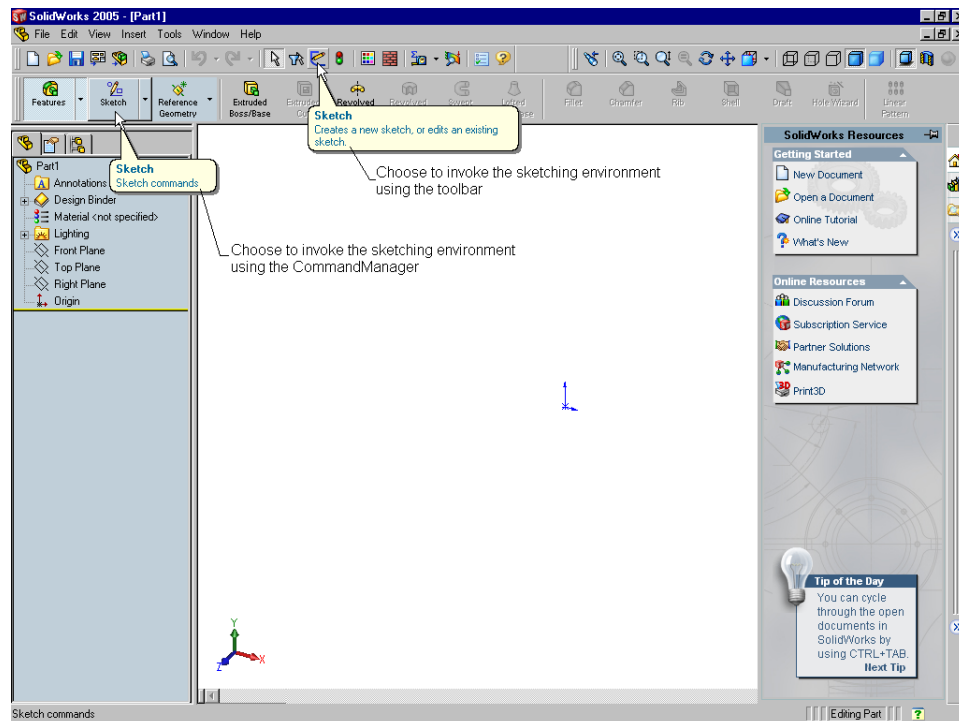 SolidWorks 2005 - [Part1]
File Edit View Insert Tools Window Help
Features Sketch Reference Geometry Extruded Boss/Base Extruded Revolved Revolved Swept Lofted Fillet Chamfer Rib Shell Draft Hole Wizard Linear Pattern
Sketch
Creates a new sketch, or edits an existing
sketch.
Choose to invoke the sketching environment
using the toolbar
Sketch
Sketch commands
Choose to invoke the sketching environment
using the CommandManager
Part1
Annotations
Design Binder
Material <not specified>
Lighting
Front Plane
Top Plane
Right Plane
Origin
Y
X
Z
SolidWorks Resources
Getting Started
New Document
Open a Document
Online Tutorial
What's New
Online Resources
Discussion Forum
Subscription Service
Partner Solutions
Manufacturing Network
Print3D
Tip of the Day
You can cycle
through the open
documents in
SolidWorks by
using CTRL+TAB.
Next Tip
Sketch commands
Editing Part